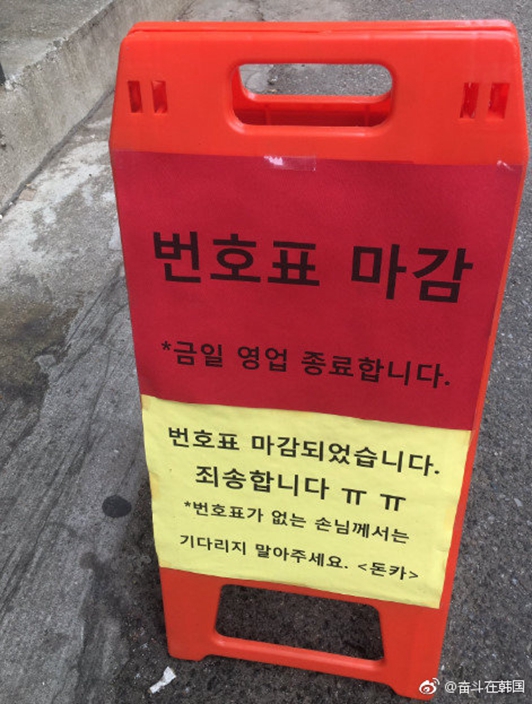 번호표 마감
*금일 영업 종료합니다.
번호표 마감되었습니다.
죄송합니다 ㅠ ㅠ
*번호표가 없는 손님께서는
기다리지 말아주세요. <돈카>
@奋斗在韩国